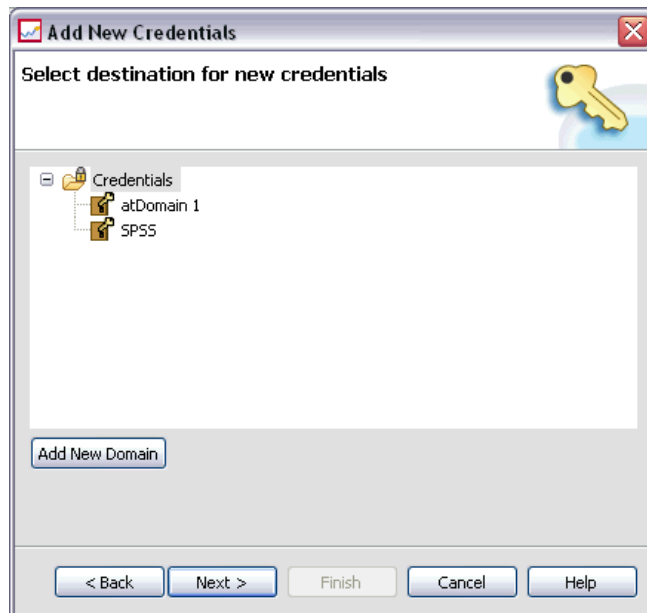 Add New Credentials
Select destination for new credentials
Credentials
atDomain 1
SPSS
Add New Domain
< Back Next > Finish Cancel Help